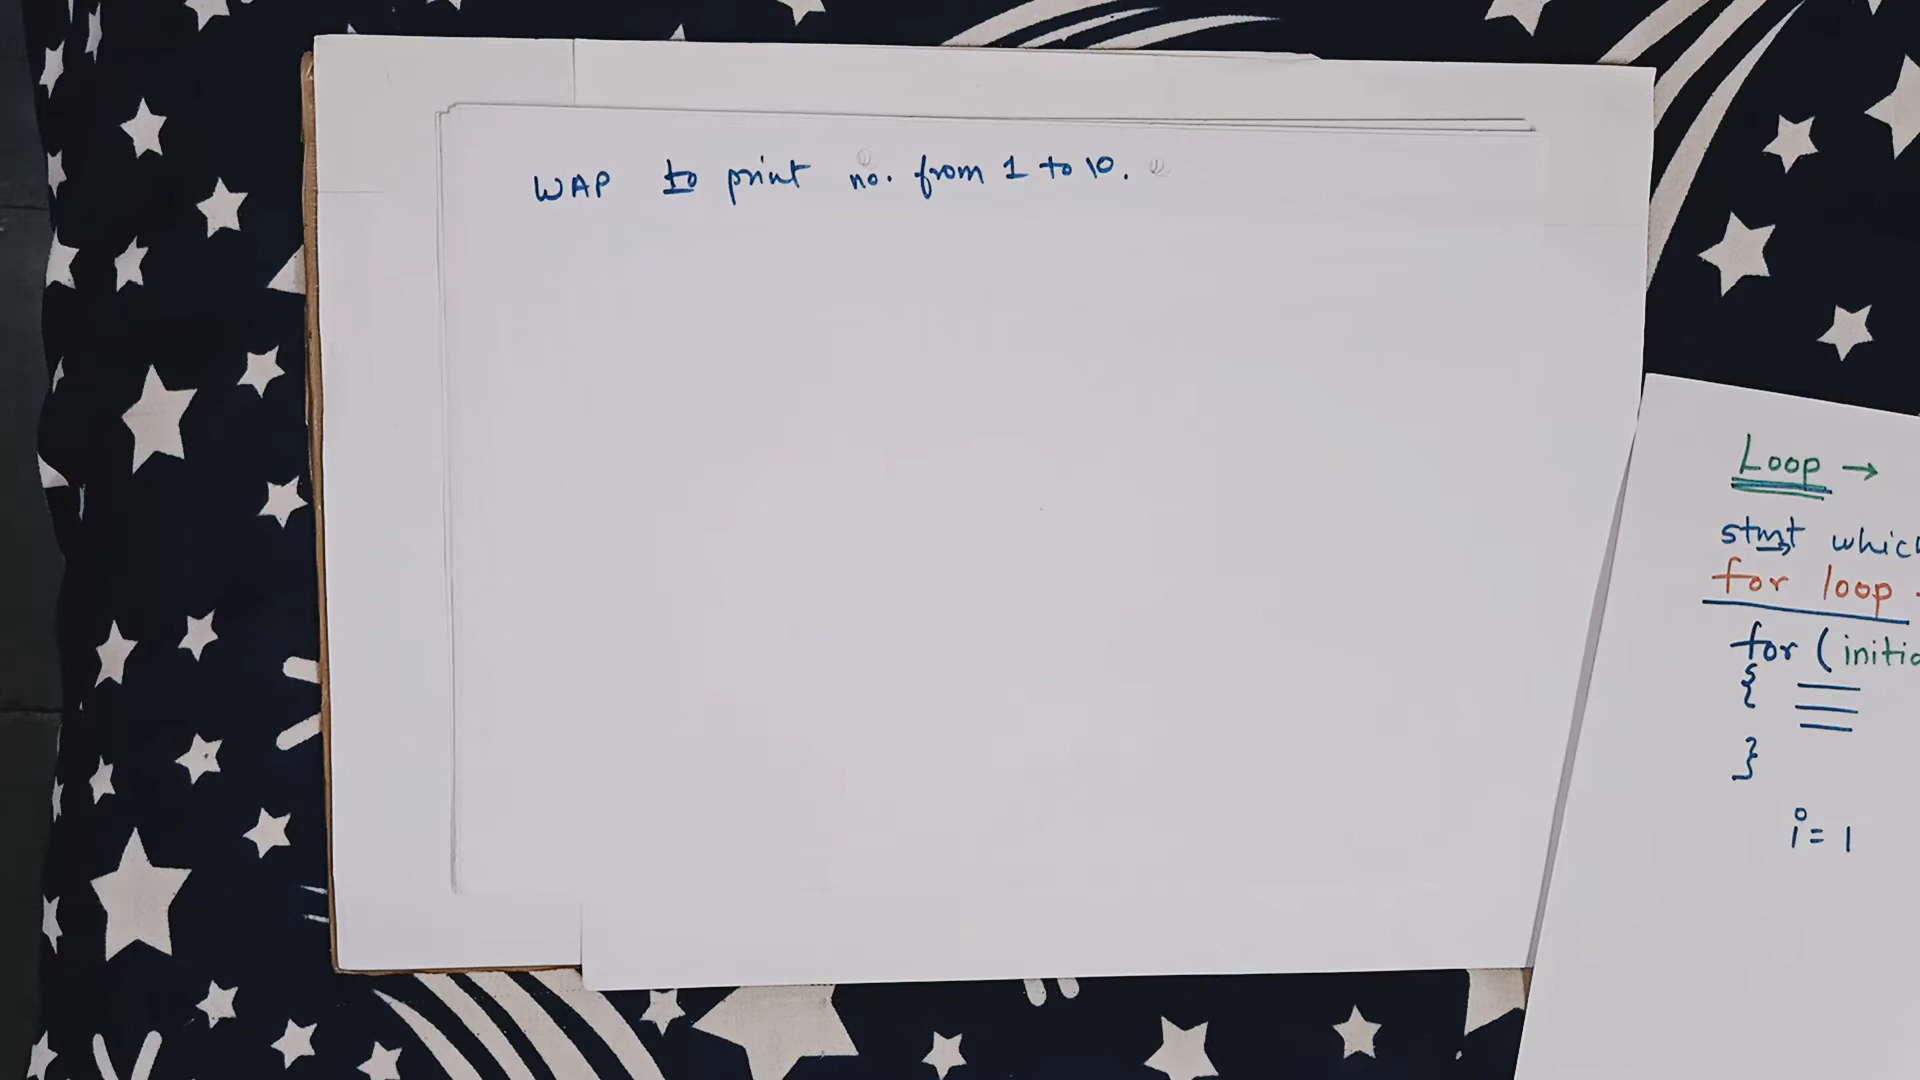 WAP to print no. from 1 to 10.
Loop →
stmt
for loop
for (
{
}
i = 1